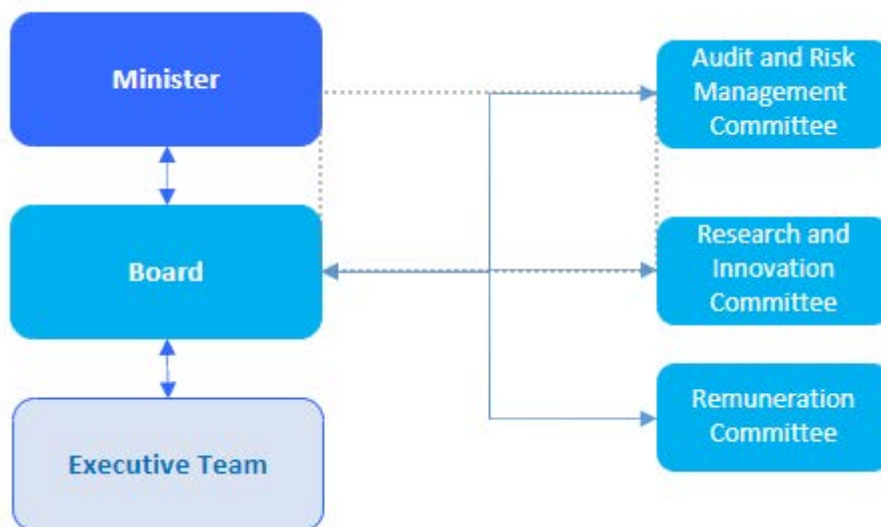 Minister
Board
Executive Team
Audit and Risk
Management
Committee
Research and
Innovation
Committee
Remuneration
Committee